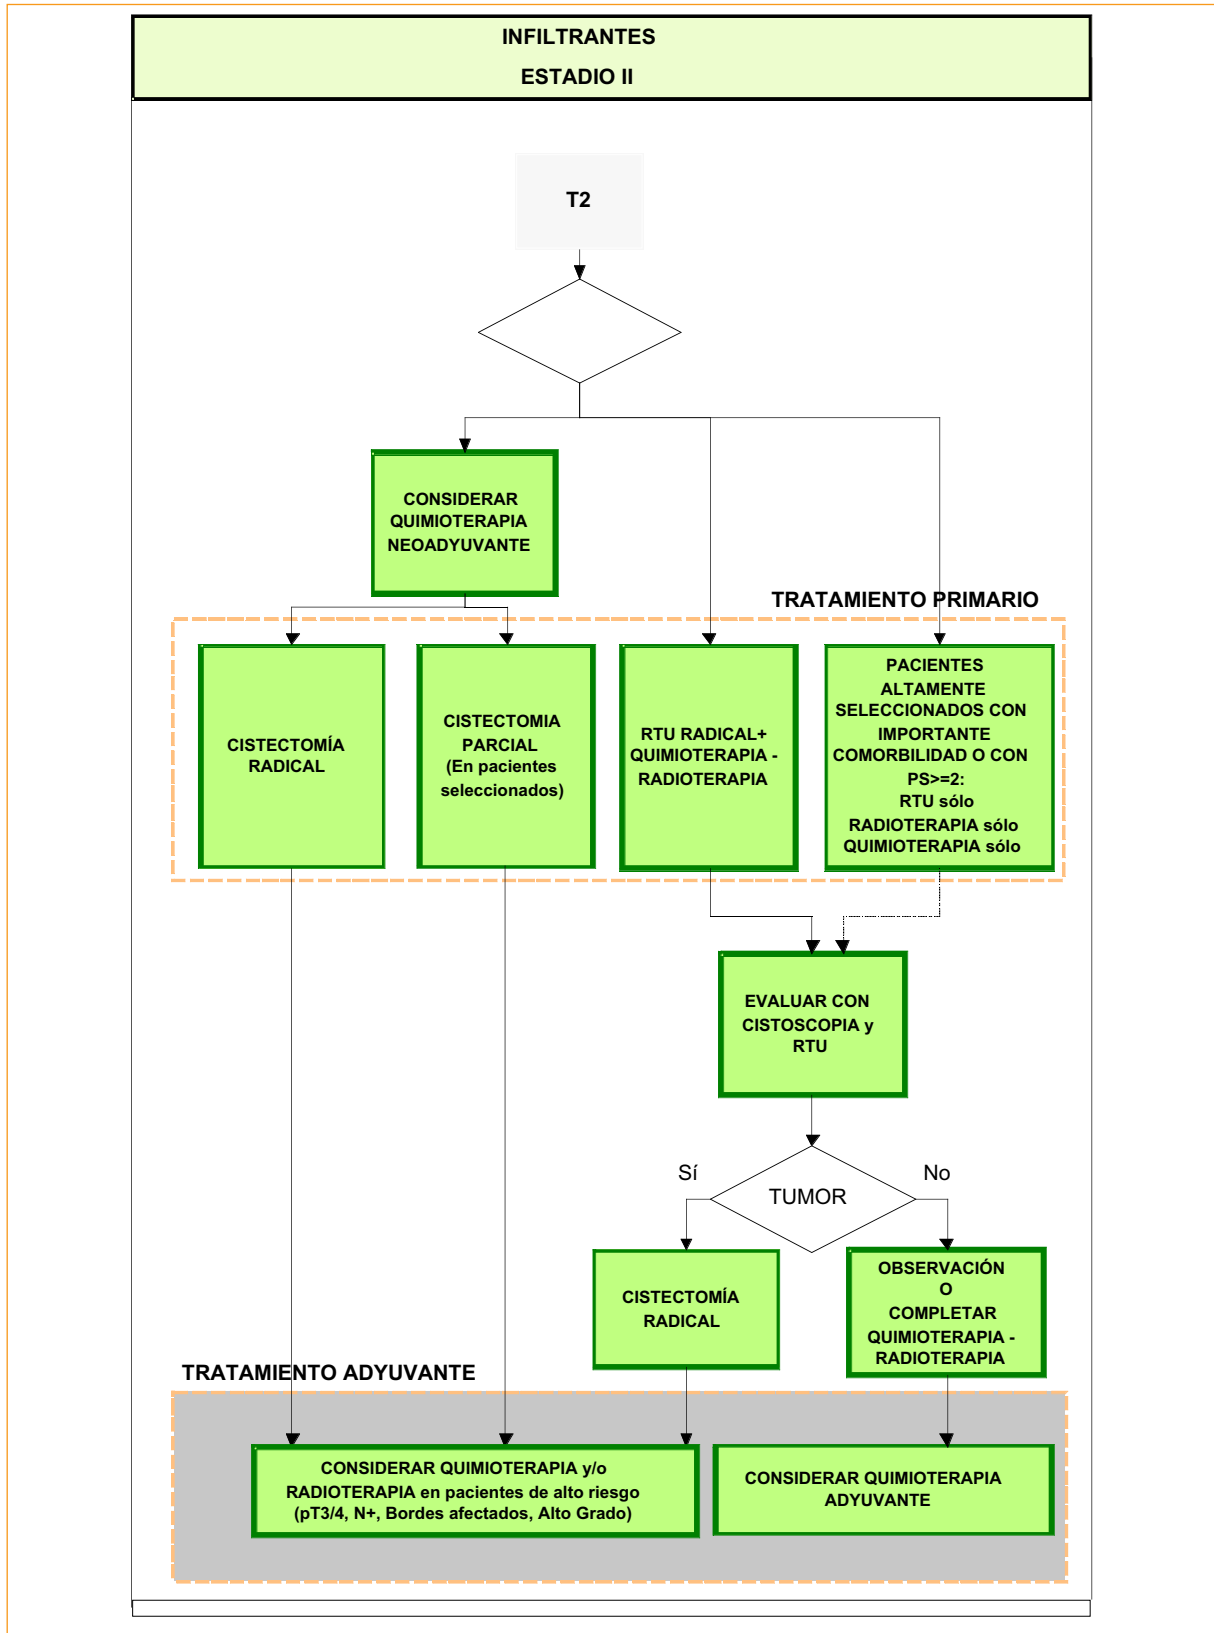 INFILTRANTES
ESTADIO II
T2
CONSIDERAR
QUIMIOTERAPIA
NEOADYUVANTE
TRATAMIENTO PRIMARIO
CISTECTOMÍA
RADICAL
CISTECTOMIA
PARCIAL
(En pacientes
seleccionados)
RTU RADICAL+
QUIMIOTERAPIA -
RADIOTERAPIA
PACIENTES
ALTAMENTE
SELECCIONADOS CON
IMPORTANTE
COMORBILIDAD O CON
PS>=2:
RTU sólo
RADIOTERAPIA sólo
QUIMIOTERAPIA sólo
EVALUAR CON
CISTOSCOPIA y
RTU
Sí
TUMOR
No
CISTECTOMÍA
RADICAL
OBSERVACIÓN
O
COMPLETAR
QUIMIOTERAPIA -
RADIOTERAPIA
TRATAMIENTO ADYUVANTE
CONSIDERAR QUIMIOTERAPIA y/o
RADIOTERAPIA en pacientes de alto riesgo
(pT3/4, N+, Bordes afectados, Alto Grado)
CONSIDERAR QUIMIOTERAPIA
ADYUVANTE